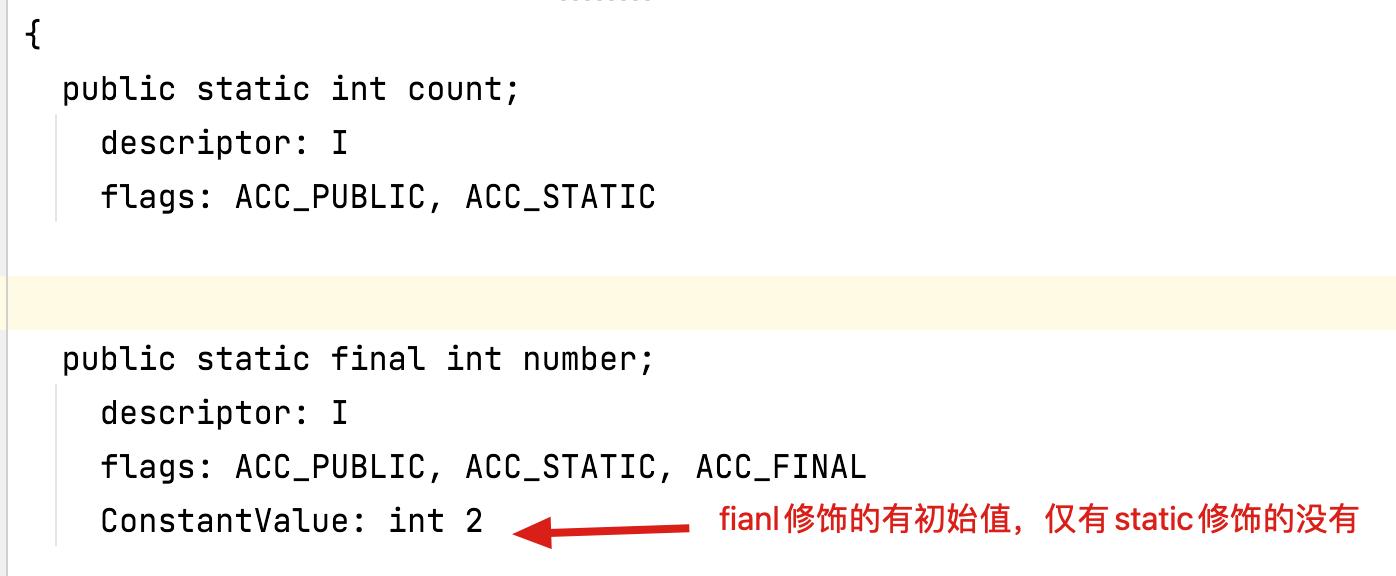 {
public static int count;
descriptor: I
flags: ACC_PUBLIC, ACC_STATIC
public static final int number;
descriptor: I
flags: ACC_PUBLIC, ACC_STATIC, ACC_FINAL
ConstantValue: int 2
fianl修饰的有初始值，仅有static修饰的没有